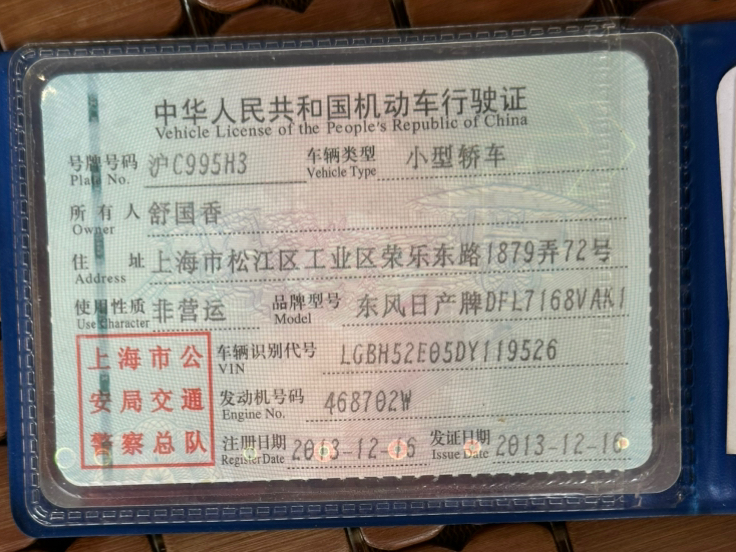 中华人民共和国机动车行驶证
Vehicle License of the People's Republic of China
号牌号码 沪C995H3 车辆类型 小型轿车
Plate No. Vehicle Type
所有人 舒国香
Owner
住址 上海市松江区工业区荣乐东路1879弄72号
Address
使用性质 非营运 品牌型号 东风日产牌DFL7168VAK1
Use Character Model
上海市公 车辆识别代号 LGBH52E05DY119526
VIN
安局交通 发动机号码 468702W
Engine No.
警察总队 注册日期 2013-12-16 发证日期 2013-12-16
Register Date Issue Date